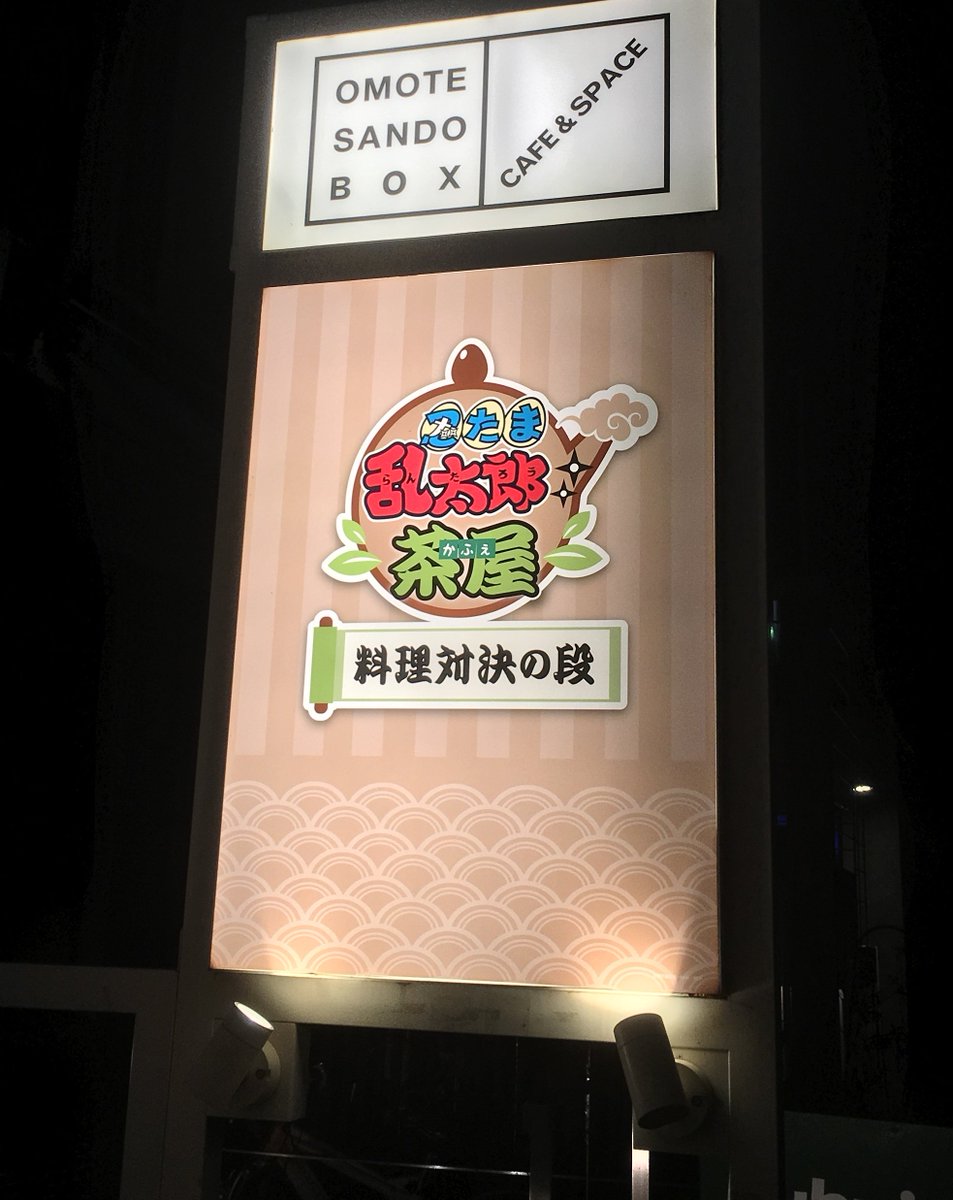 OMOTE
SANDO
BOX
CAFE & SPACE
忍たま
乱太郎
らんたろう
茶屋
かふぇ
料理対決の段